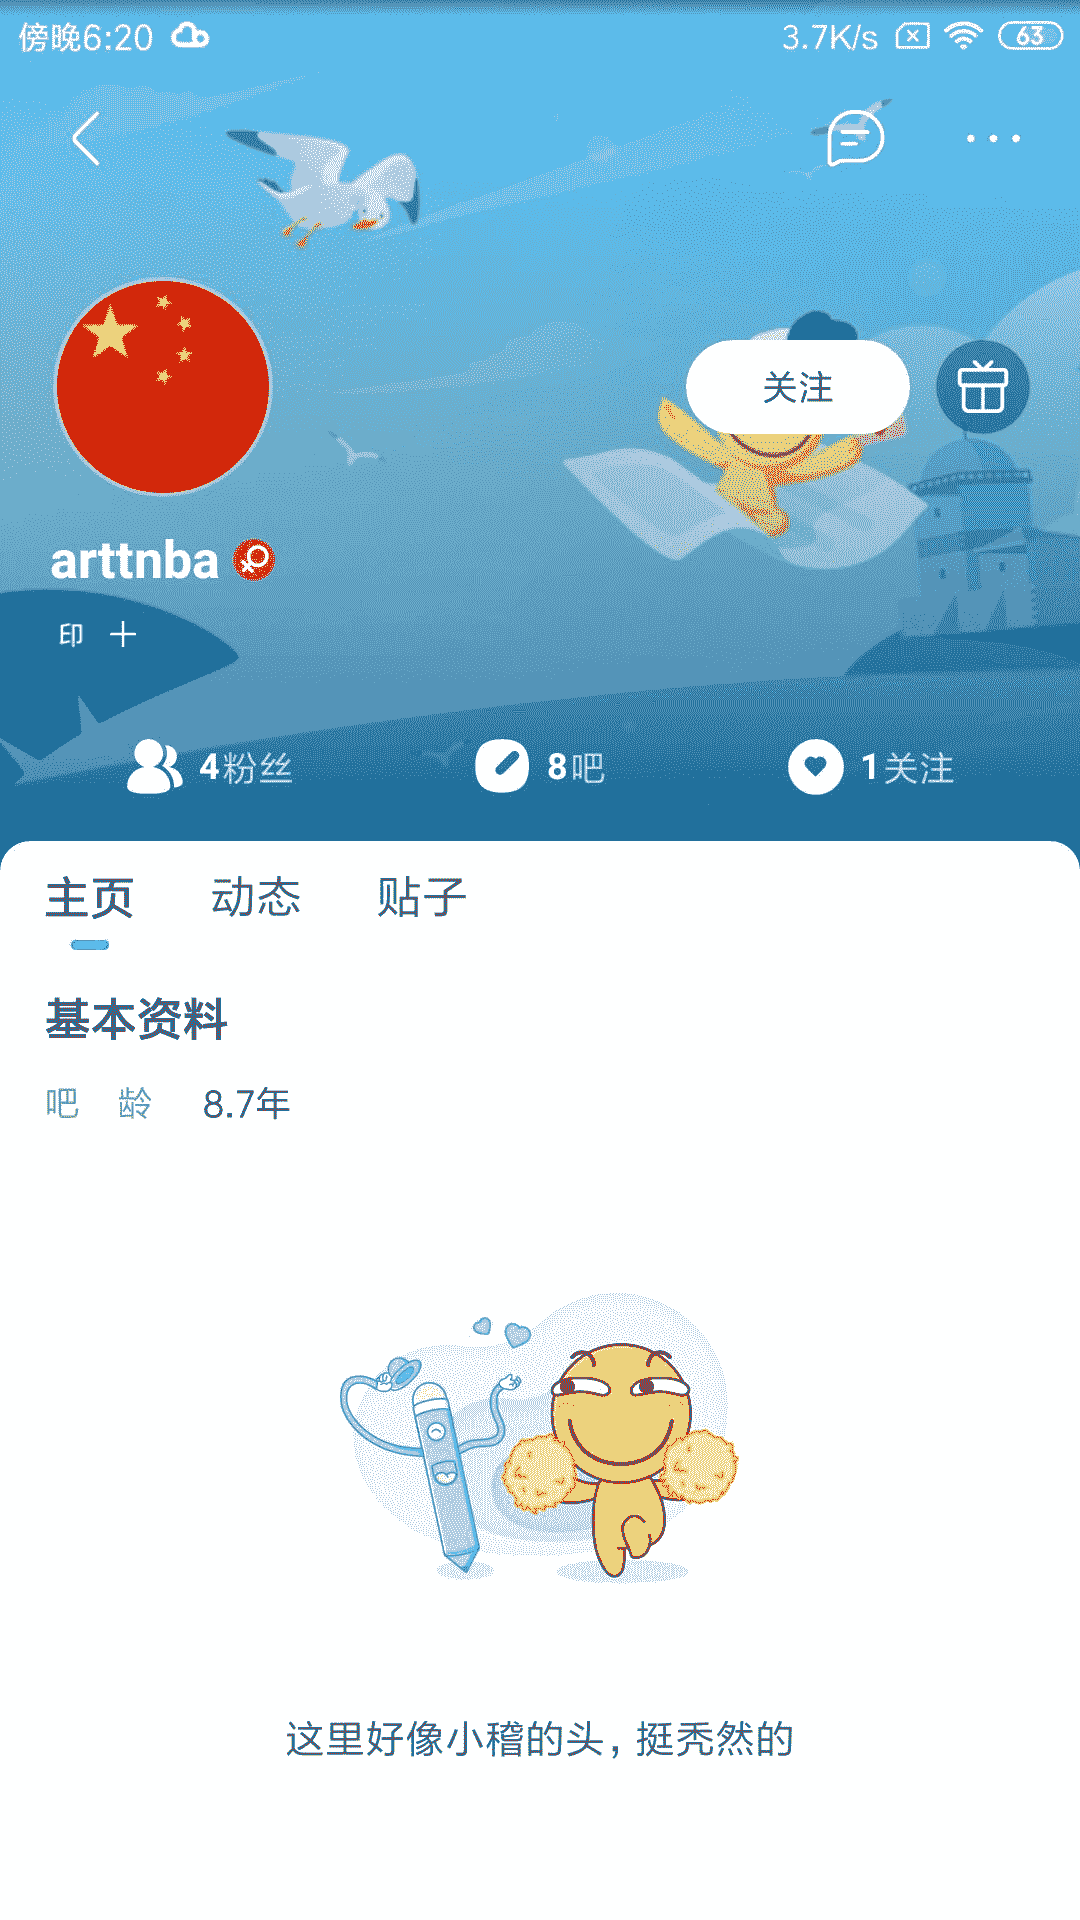 傍晚6:20 3.7K/s 63
关注
arttnba
印
4粉丝 8吧 1关注
主页 动态 贴子
基本资料
吧 龄 8.7年
这里好像小稽的头,挺秃然的